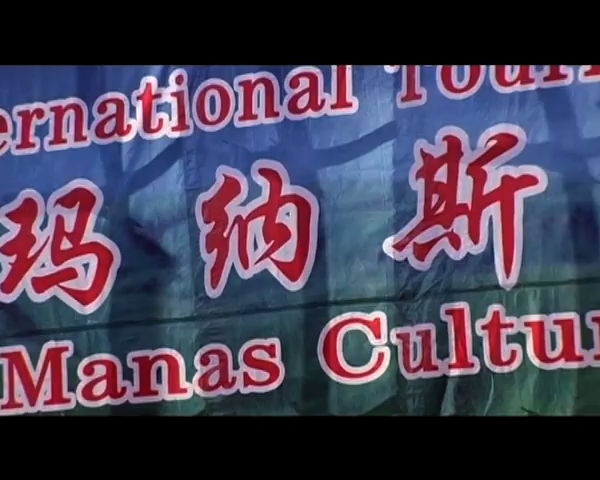 ernational Tour
玛纳斯
Manas Cultu